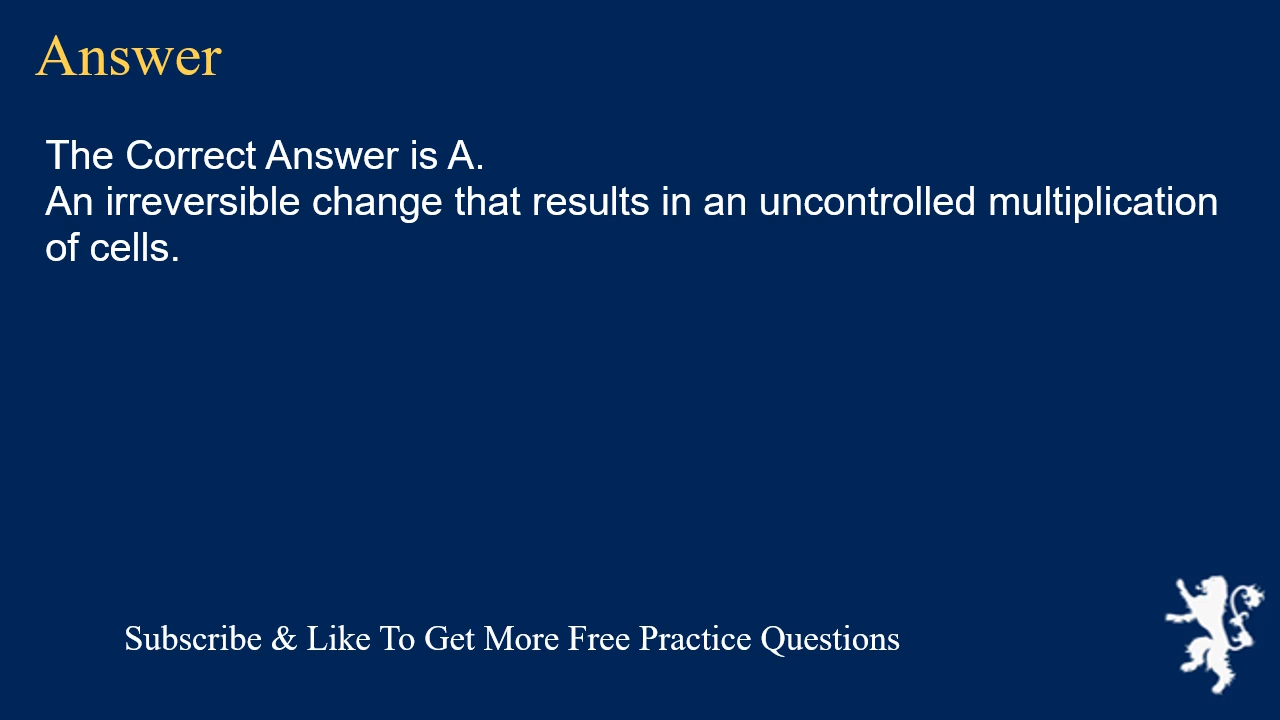 Answer
The Correct Answer is A.
An irreversible change that results in an uncontrolled multiplication
of cells.
Subscribe & Like To Get More Free Practice Questions